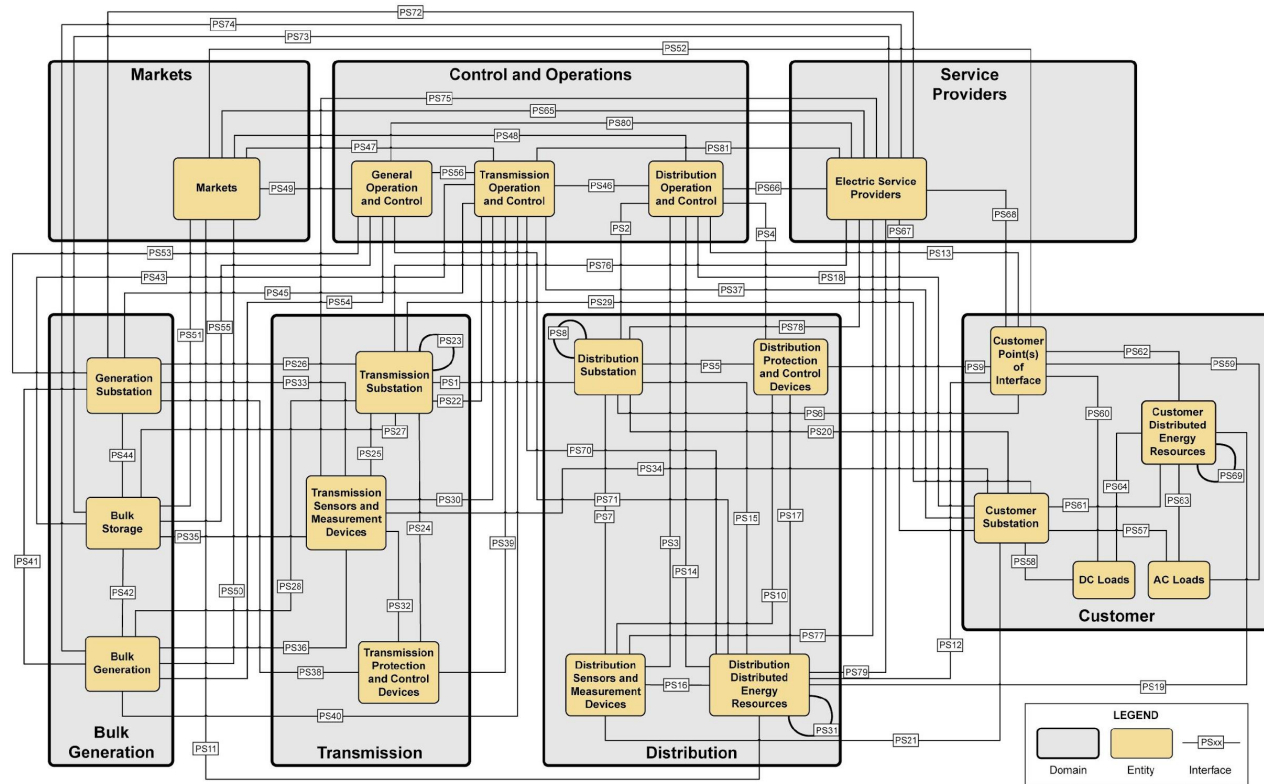 PS72
PS74
PS73
PS52
Markets
Control and Operations
Service
Providers
PS75
PS65
PS80
PS48
PS47
PS81
PS56
Markets
PS49
General
Operation
and Control
Transmission
Operation
and Control
PS46
Distribution
Operation
and Control
PS66
Electric Service
Providers
PS68
PS67
PS2
PS4
PS53
PS13
PS43
PS76
PS18
PS45
PS37
PS54
PS29
PS51
PS55
PS78
PS23
PS8
Generation
Substation
PS26
PS33
Transmission
Substation
PS1
PS22
Distribution
Substation
PS5
Distribution
Protection
and Control
Devices
PS9
Customer
Point(s)
of
Interface
PS62
PS59
PS6
PS60
Customer
Distributed
Energy
Resources
PS27
PS20
PS44
PS25
PS70
PS34
PS69
PS64
PS63
Bulk
Storage
Transmission
Sensors and
Measurement
Devices
PS30
PS71
PS7
PS15
PS17
Customer
Substation
PS61
PS57
PS24
PS35
PS39
PS3
PS41
PS58
PS14
DC Loads
AC Loads
PS42
PS28
PS50
PS32
PS10
Customer
PS77
PS36
PS12
Bulk
Generation
PS38
Transmission
Protection
and Control
Devices
Distribution
Sensors and
Measurement
Devices
PS16
Distribution
Distributed
Energy
Resources
PS79
PS19
PS40
PS31
PS11
PS21
Bulk
Generation
Transmission
Distribution
LEGEND
PSxx
Domain
Entity
Interface